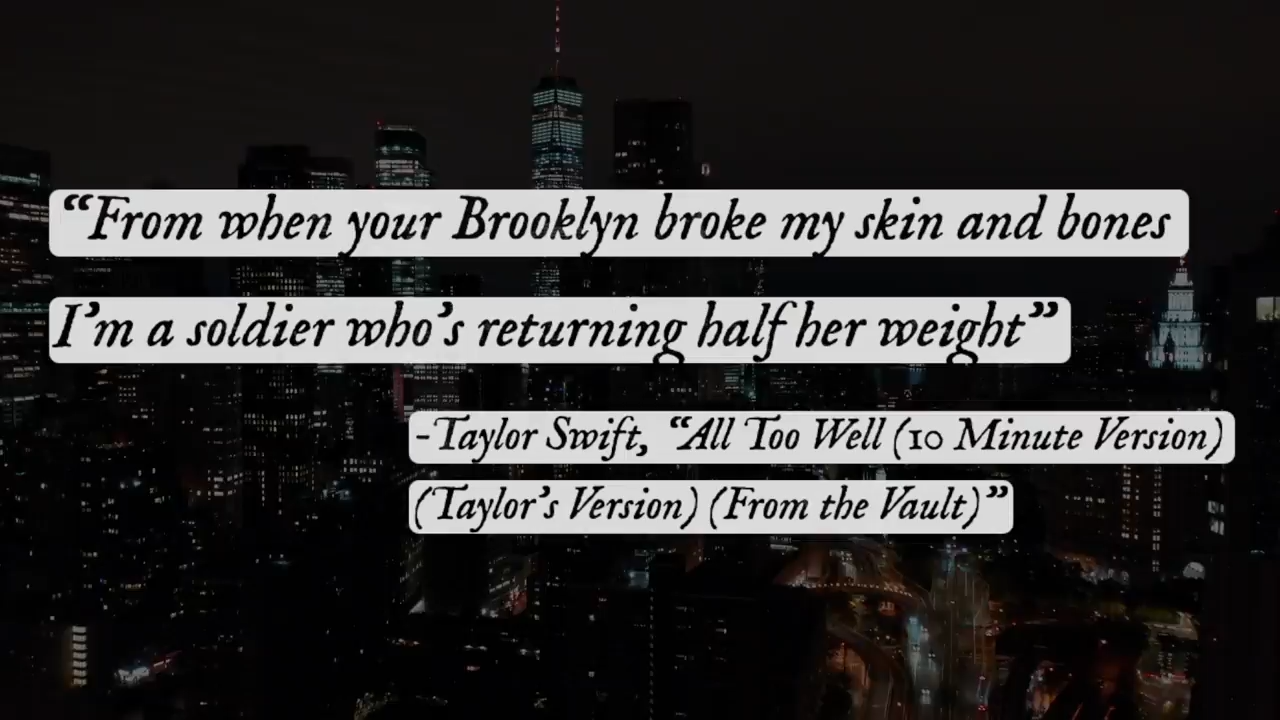 “From when your Brooklyn broke my skin and bones
I’m a soldier who’s returning half her weight”
-Taylor Swift, “All Too Well (10 Minute Version)
(Taylor’s Version) (From the Vault)”